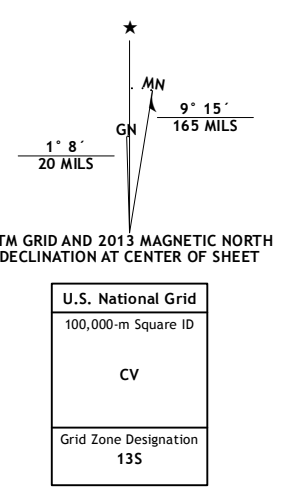 MN
9° 15´
165 MILS
GN
1° 8´
20 MILS
TM GRID AND 2013 MAGNETIC NORTH
DECLINATION AT CENTER OF SHEET
U.S. National Grid
100,000-m Square ID
CV
Grid Zone Designation
13S